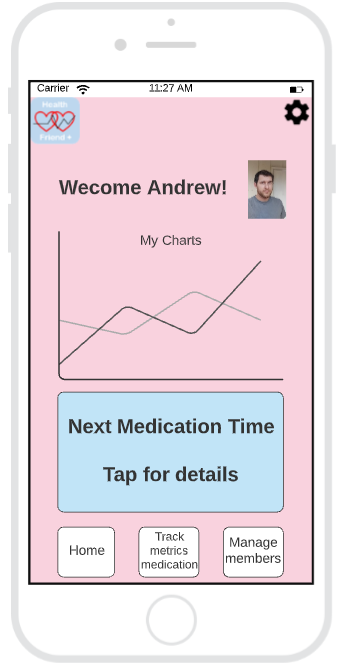 Carrier 11:27 AM
Health
Friend +
Wecome Andrew!
My Charts
Next Medication Time
Tap for details
Home
Track
metrics
medication
Manage
members